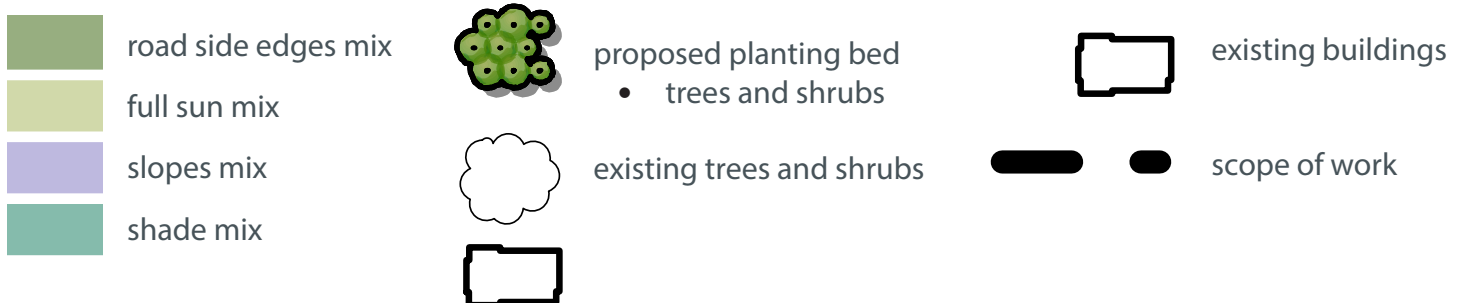 road side edges mix
full sun mix
slopes mix
shade mix
proposed planting bed
• trees and shrubs
existing trees and shrubs
existing buildings
scope of work